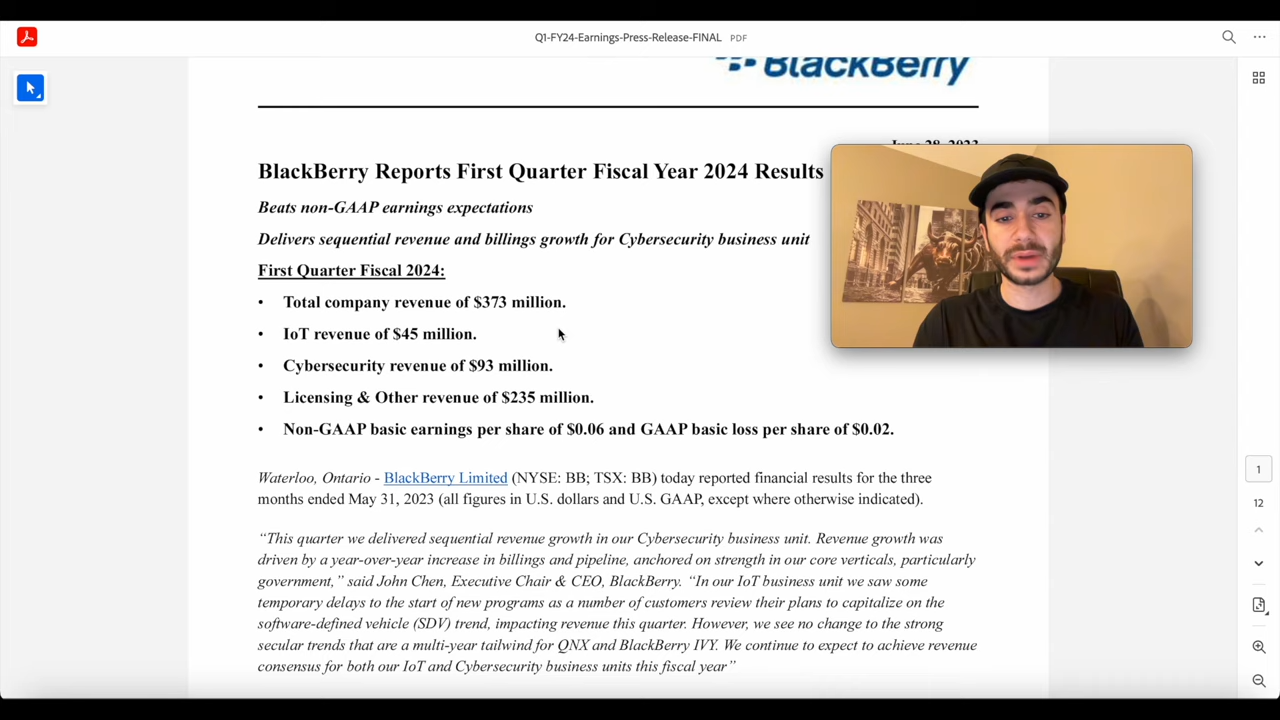 Q1-FY24-Earnings-Press-Release-FINAL PDF
BlackBerry
June 28, 2023
BlackBerry Reports First Quarter Fiscal Year 2024 Results
Beats non-GAAP earnings expectations
Delivers sequential revenue and billings growth for Cybersecurity business unit
First Quarter Fiscal 2024:
• Total company revenue of $373 million.
• IoT revenue of $45 million.
• Cybersecurity revenue of $93 million.
• Licensing & Other revenue of $235 million.
• Non-GAAP basic earnings per share of $0.06 and GAAP basic loss per share of $0.02.
Waterloo, Ontario - BlackBerry Limited (NYSE: BB; TSX: BB) today reported financial results for the three
months ended May 31, 2023 (all figures in U.S. dollars and U.S. GAAP, except where otherwise indicated).
“This quarter we delivered sequential revenue growth in our Cybersecurity business unit. Revenue growth was
driven by a year-over-year increase in billings and pipeline, anchored on strength in our core verticals, particularly
government,” said John Chen, Executive Chair & CEO, BlackBerry. “In our IoT business unit we saw some
temporary delays to the start of new programs as a number of customers review their plans to capitalize on the
software-defined vehicle (SDV) trend, impacting revenue this quarter. However, we see no change to the strong
secular trends that are a multi-year tailwind for QNX and BlackBerry IVY. We continue to expect to achieve revenue
consensus for both our IoT and Cybersecurity business units this fiscal year”
1
12